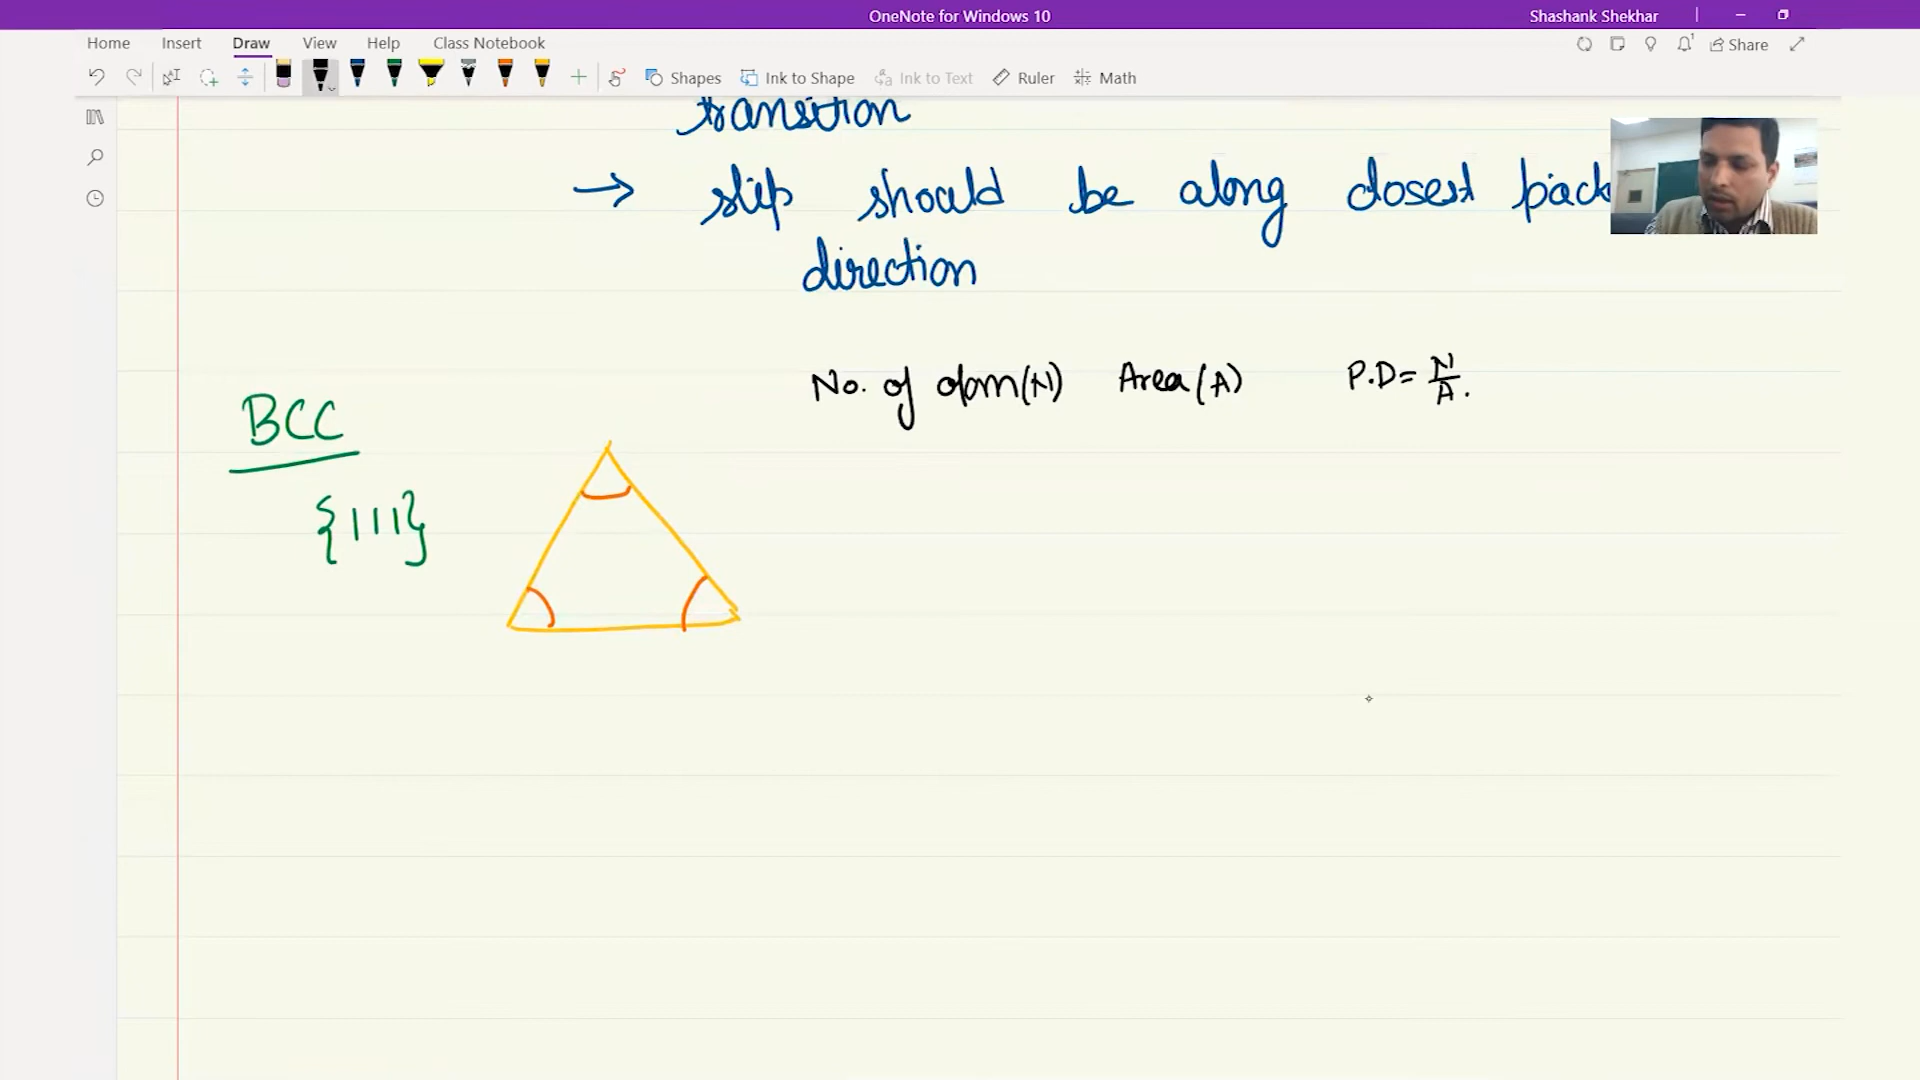 OneNote for Windows 10
Shashank Shekhar
Home Insert Draw View Help Class Notebook
Share
Shapes Ink to Shape Ink to Text Ruler Math
transition
→ slip should be along closest pack
direction
No. of atom(N) Area(A) P.D = N/A.
BCC
{111}